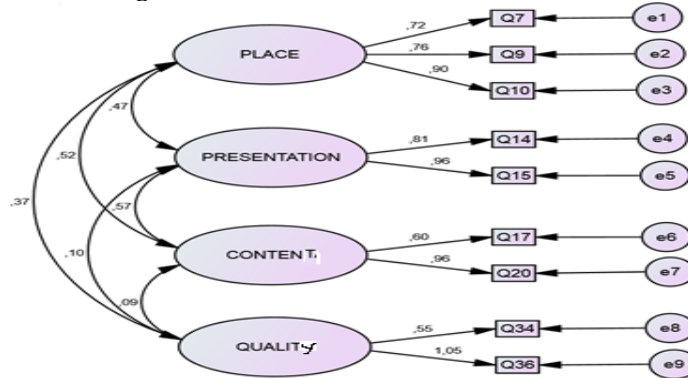 ,72
Q7
e1
PLACE
,76
Q9
e2
,90
Q10
e3
,47
,81
Q14
e4
PRESENTATION
,96
Q15
e5
,52
,37
,57
,60
Q17
e6
CONTENT
,10
,96
Q20
e7
,09
,55
Q34
e8
QUALITY
1,05
Q36
e9